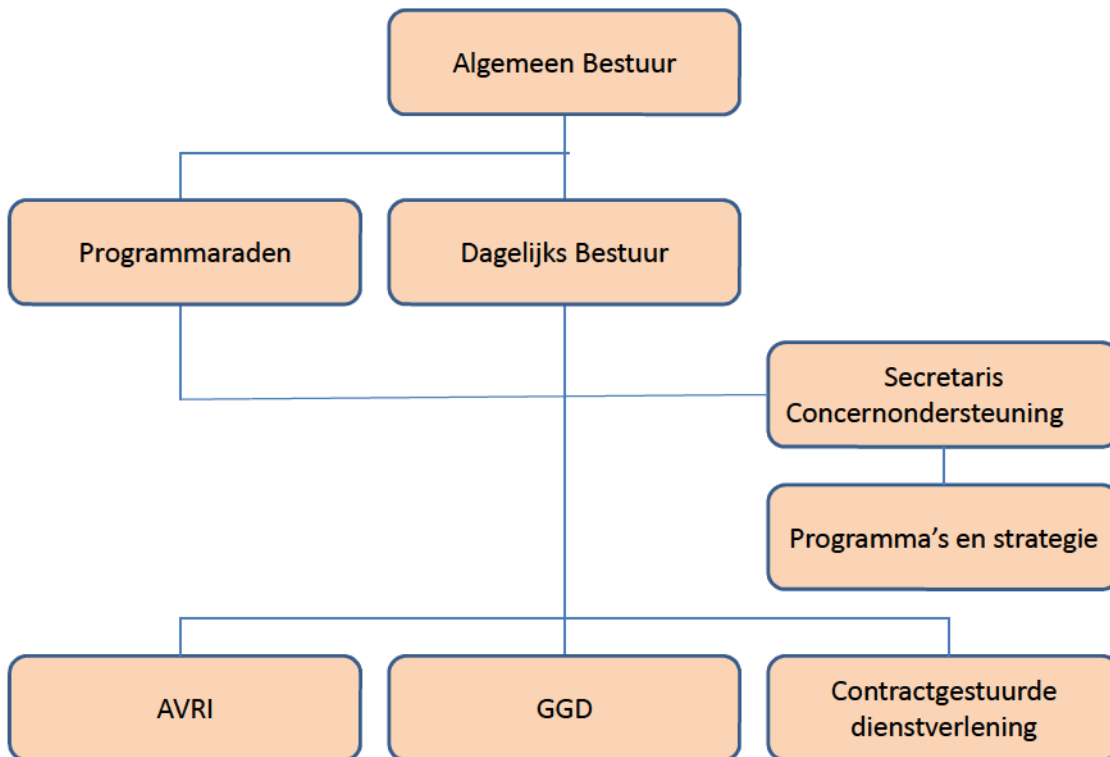 Algemeen Bestuur
Programmaraden
Dagelijks Bestuur
Secretaris
Concernondersteuning
Programma’s en strategie
AVRI
GGD
Contractgestuurde
dienstverlening